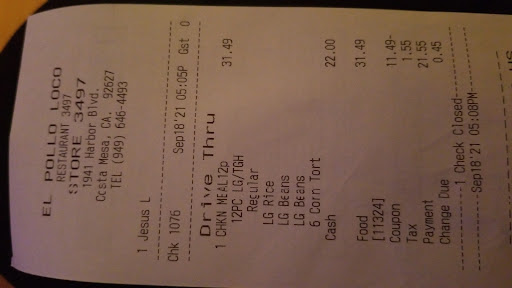 EL POLLO LOCO
RESTAURANT 3497
STORE 3497
1941 Harbor Blvd.
Costa Mesa, CA. 92627
TEL (949) 646-4493
1 Jesus L
Chk 1076 Sep18'21 05:05P Gst 0
Drive Thru
1 CHKN MEAL12p 31.49
12PC LG/TGH
Regular
LG Rice
LG Beans
LG Beans
6 Corn Tort
Cash 22.00
Food 31.49
[11324]
Coupon 11.49-
Tax 1.55
Payment 21.55
Change Due 0.45
----------1 Check Closed----------
----------Sep18'21 05:08PM----------